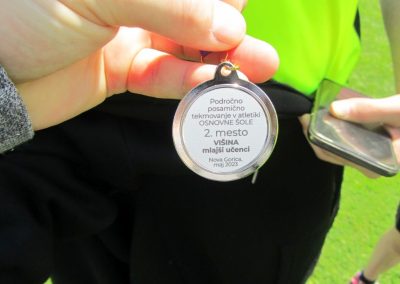 Področno
posamično
tekmovanje v atletiki
OSNOVNE ŠOLE
2. mesto
VIŠINA
mlajši učenci
Nova Gorica,
maj 2023